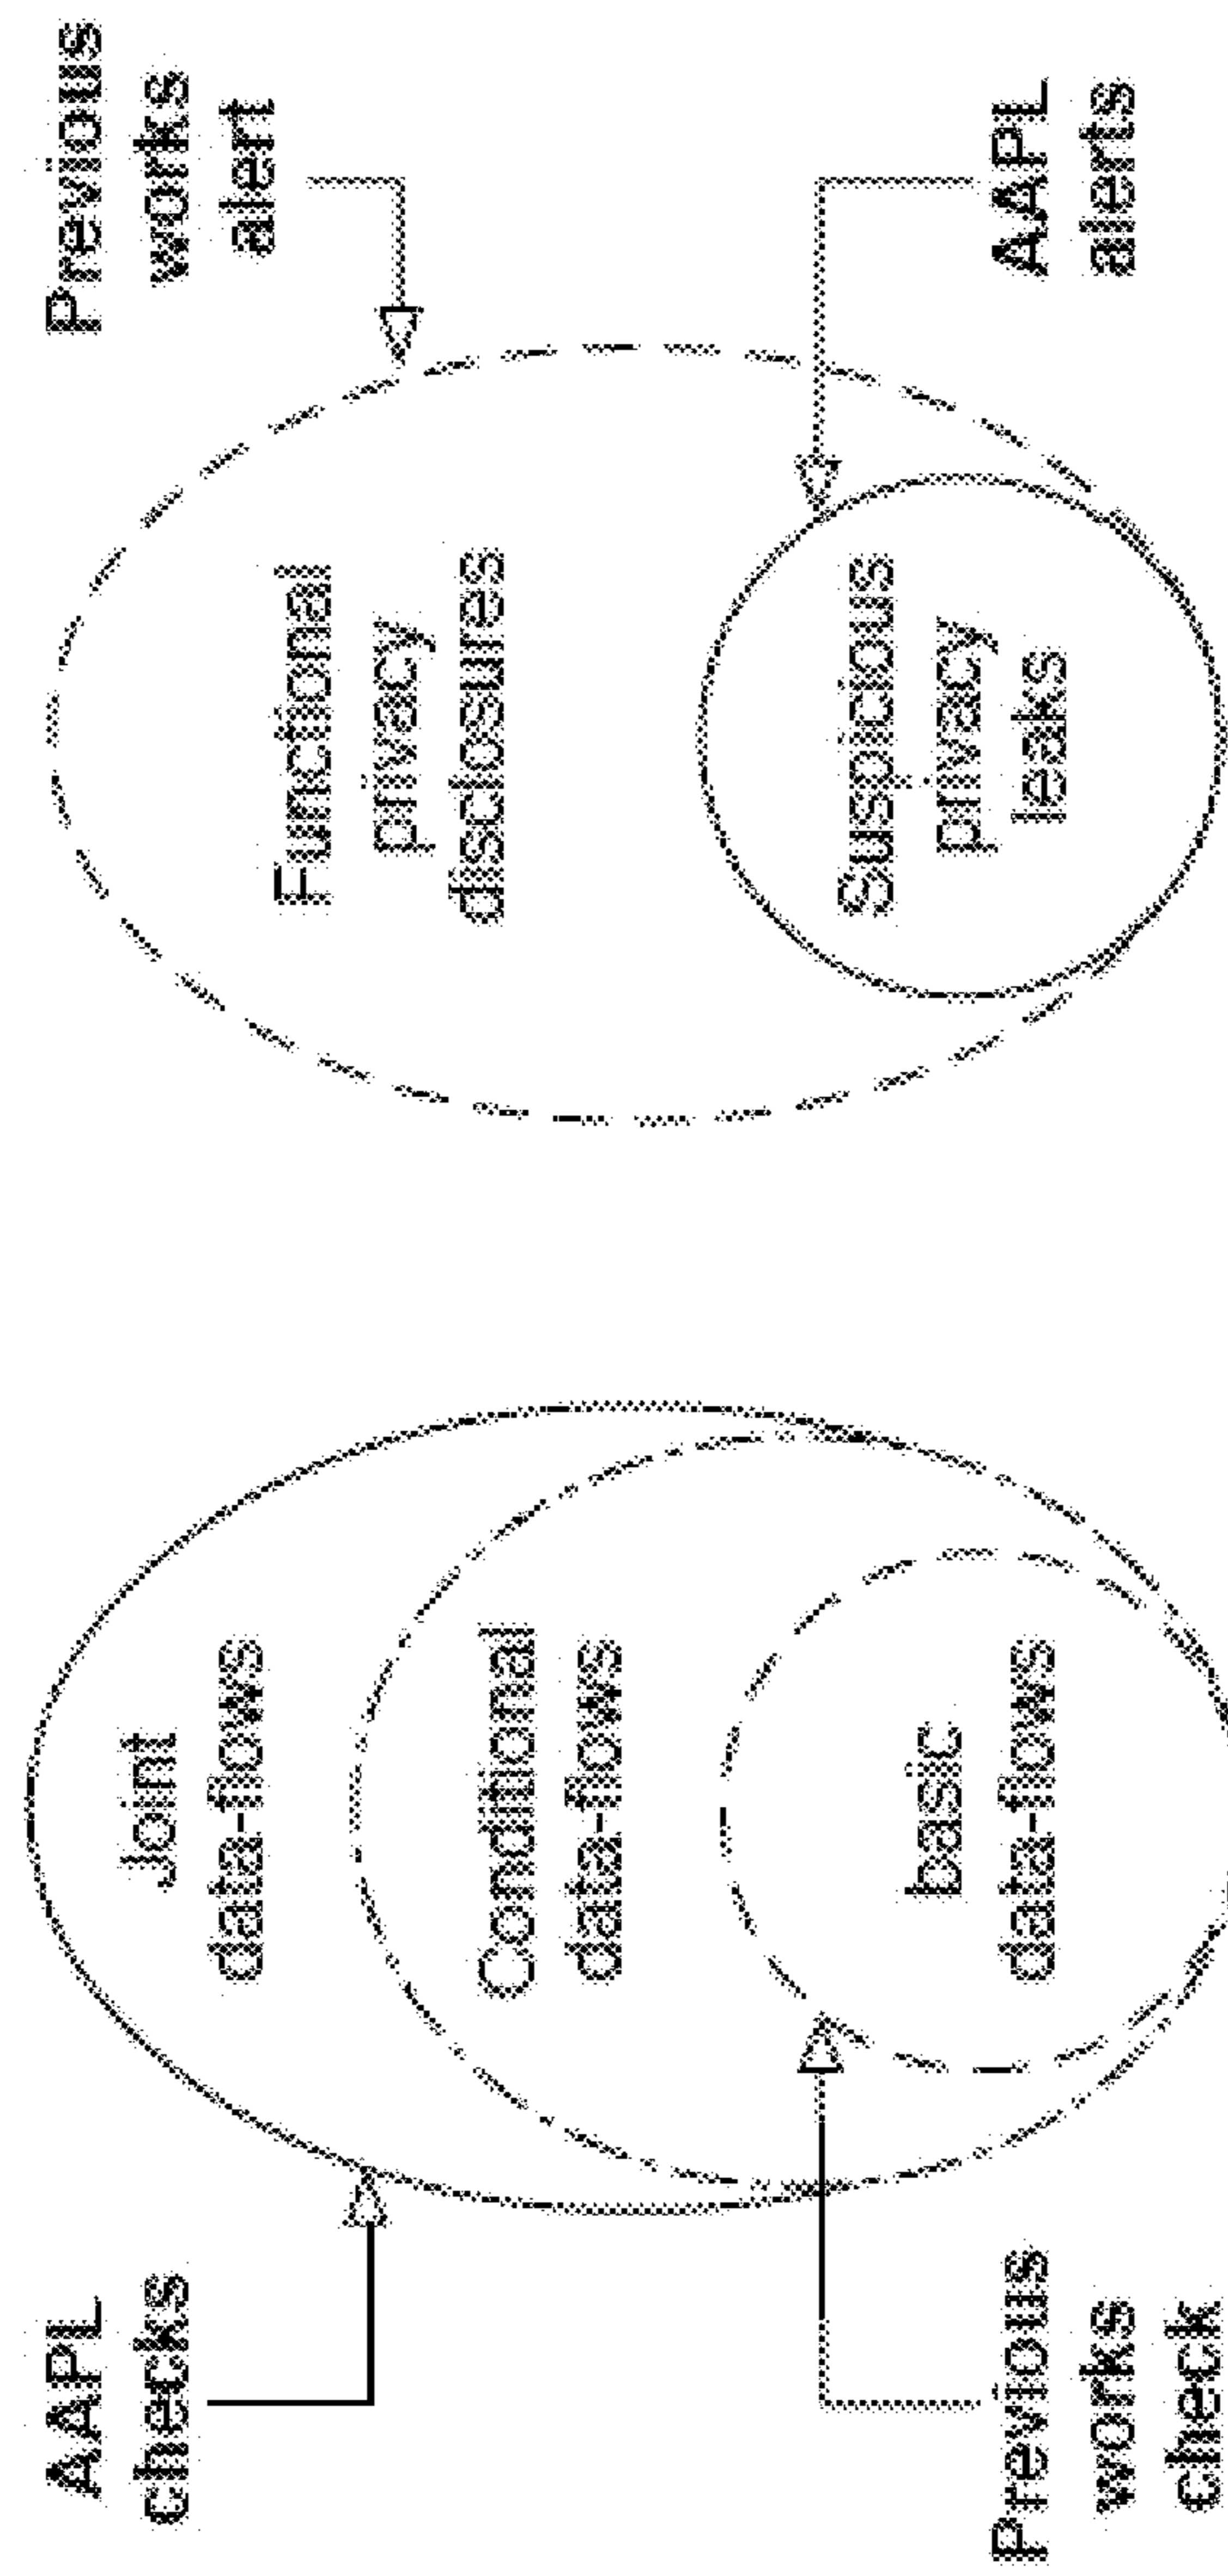 AAPL
checks
Joint
data-flows
Conditional
data-flows
basic
data-flows
Previous
works
check
Previous
works
alert
Functional
privacy
disclosures
Suspicious
privacy
leaks
AAPL
alerts